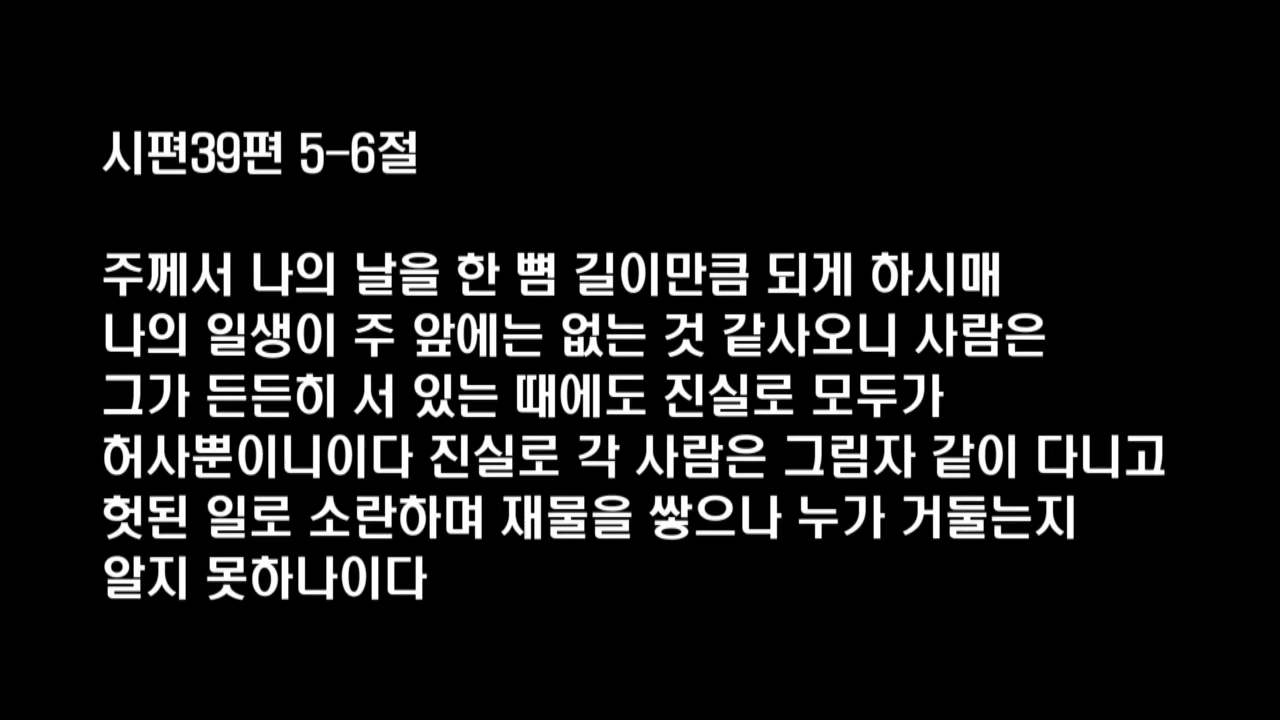 시편39편 5-6절
주께서 나의 날을 한 뼘 길이만큼 되게 하시매
나의 일생이 주 앞에는 없는 것 같사오니 사람은
그가 든든히 서 있는 때에도 진실로 모두가
허사뿐이니이다 진실로 각 사람은 그림자 같이 다니고
헛된 일로 소란하며 재물을 쌓으나 누가 거둘는지
알지 못하나이다